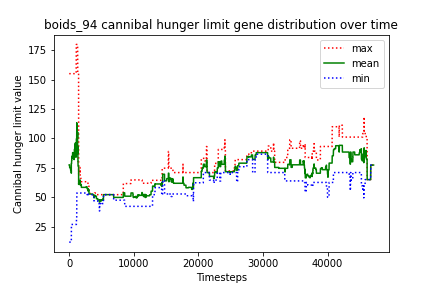 boids_94 cannibal hunger limit gene distribution over time
max
mean
min
Cannibal hunger limit value
175
150
125
100
75
50
25
0
10000
20000
30000
40000
Timesteps